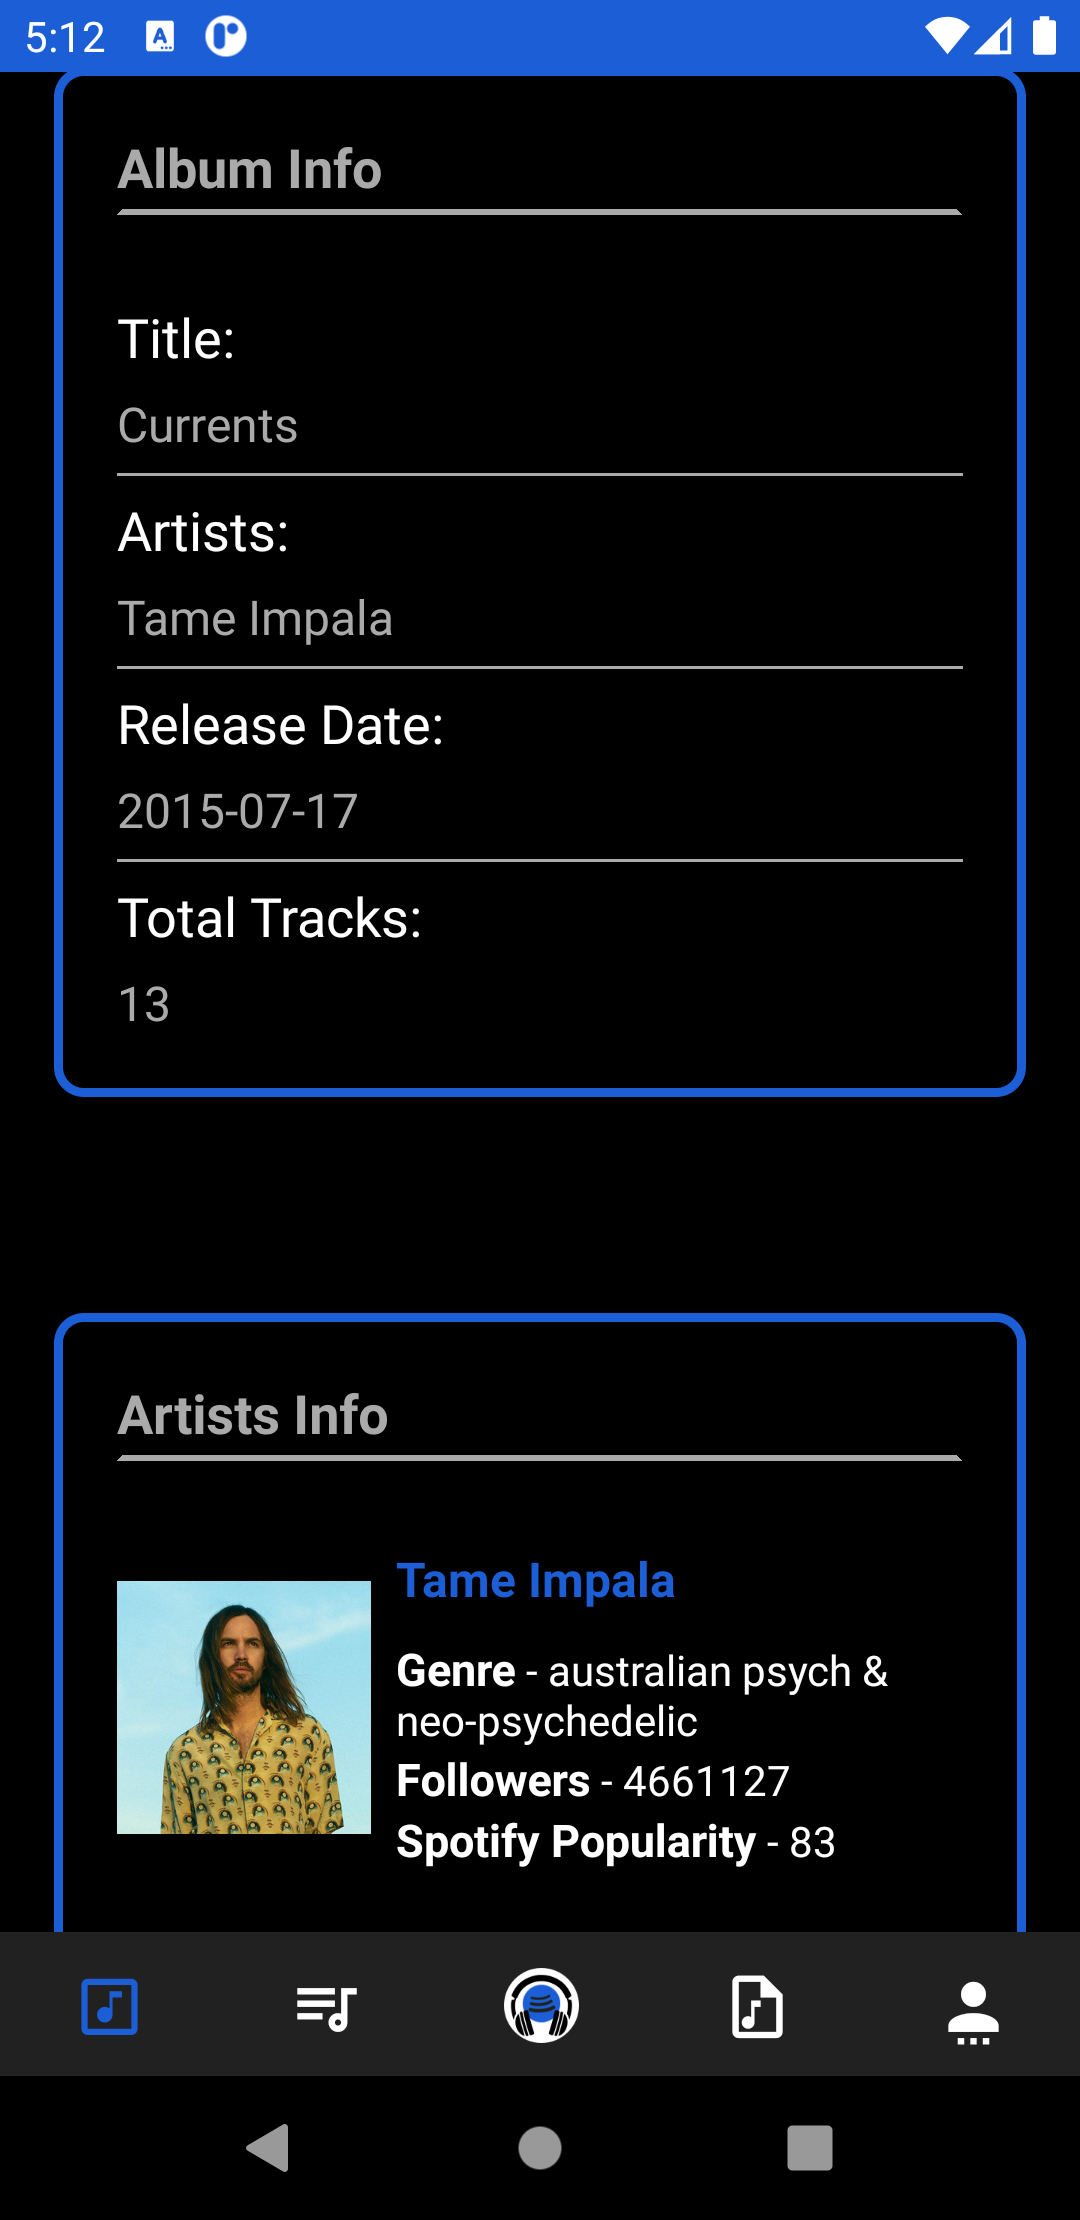 5:12
Album Info
Title:
Currents
Artists:
Tame Impala
Release Date:
2015-07-17
Total Tracks:
13
Artists Info
Tame Impala
Genre - australian psych &
neo-psychedelic
Followers - 4661127
Spotify Popularity - 83